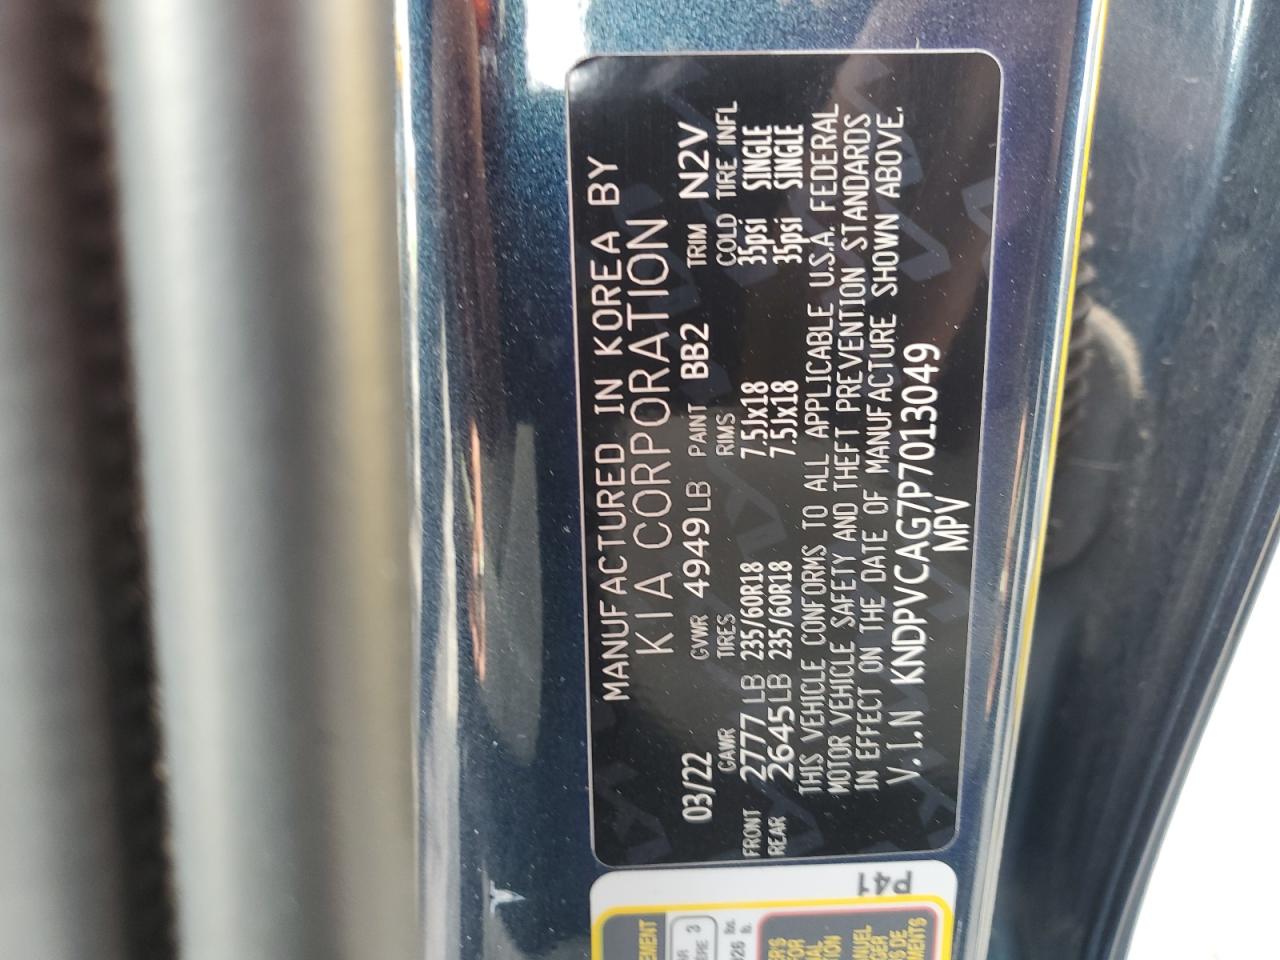 MANUFACTURED IN KOREA BY
KIA CORPORATION
03/22 GVWR 4949LB PAINT BB2 TRIM N2V
GAWR TIRES RIMS COLD TIRE INFL
FRONT 2777 LB 235/60R18 7.5Jx18 35psi SINGLE
REAR 2645LB 235/60R18 7.5Jx18 35psi SINGLE
THIS VEHICLE CONFORMS TO ALL APPLICABLE U.S.A. FEDERAL
MOTOR VEHICLE SAFETY AND THEFT PREVENTION STANDARDS
IN EFFECT ON THE DATE OF MANUFACTURE SHOWN ABOVE.
V.I.N KNDPVCAG7P7013049
MPV
P41